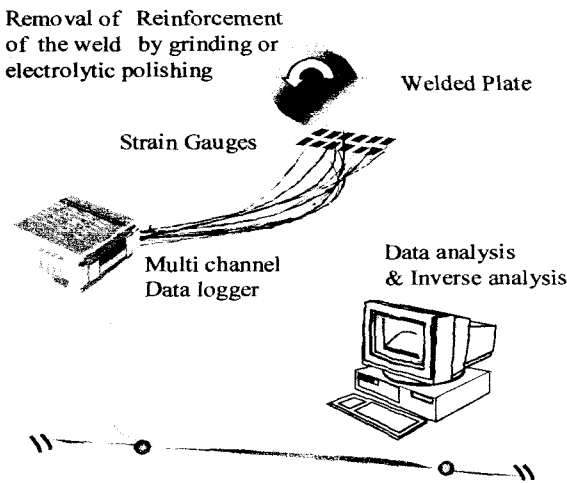 Removal of Reinforcement
of the weld by grinding or
electrolytic polishing
Welded Plate
Strain Gauges
Multi channel
Data logger
Data analysis
& Inverse analysis